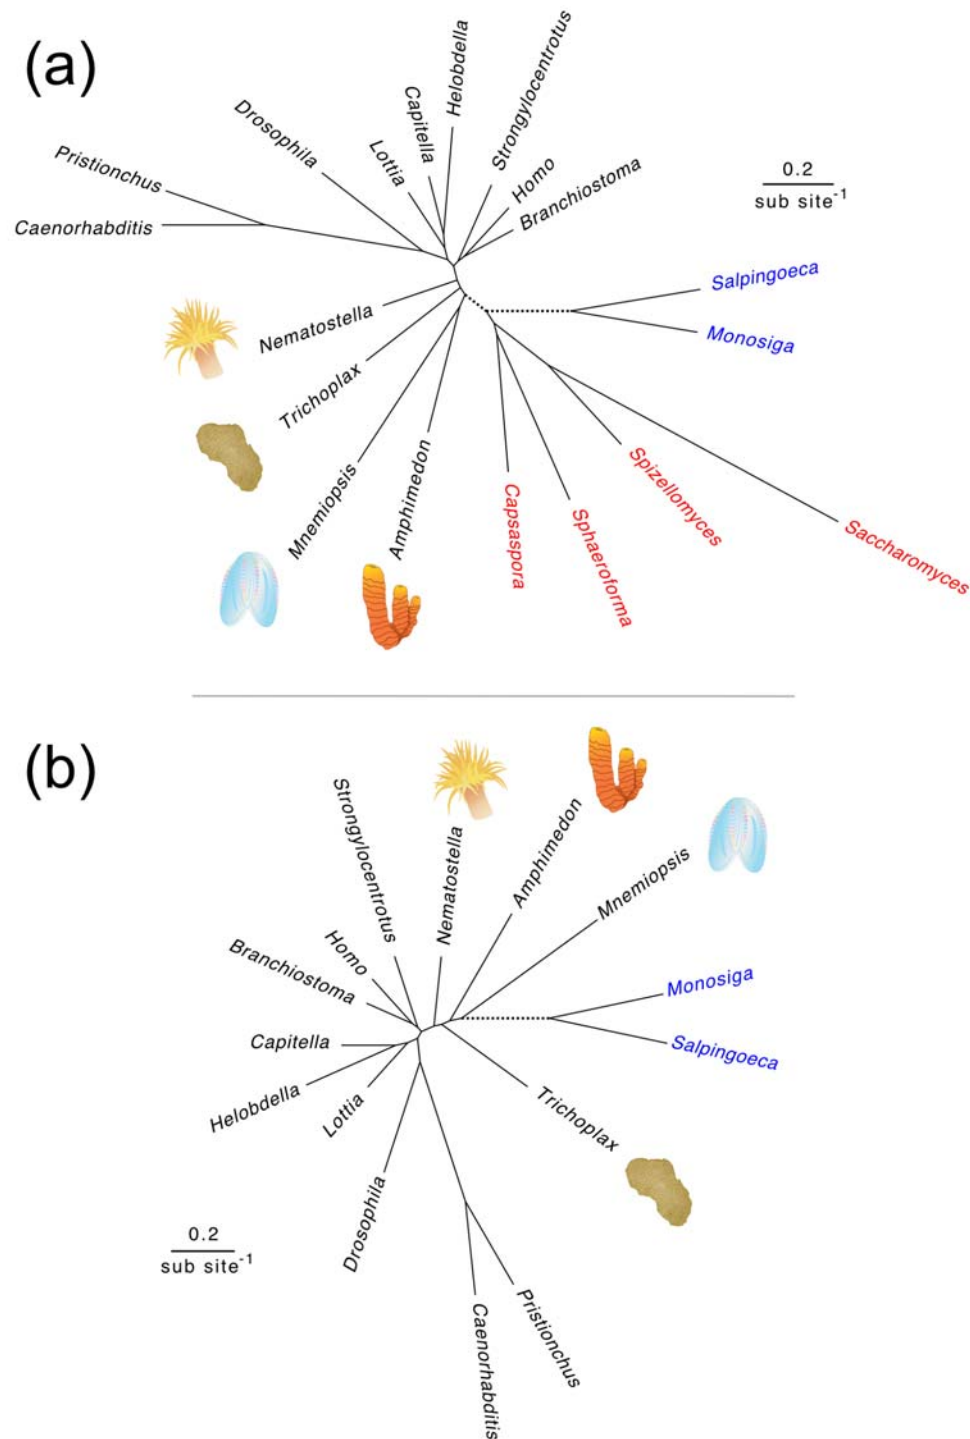 (a)
Pristionchus
Caenorhabditis
Drosophila
Lottia
Capitella
Helobdella
Strongylocentrotus
Homo
Branchiostoma
0.2
sub site-1
Salpingoeca
Monosiga
Nematostella
Trichoplax
Mnemiopsis
Amphimedon
Capsaspora
Sphaeroforma
Spizellomyces
Saccharomyces
(b)
Strongylocentrotus
Nematostella
Amphimedon
Mnemiopsis
Homo
Branchiostoma
Monosiga
Capitella
Salpingoeca
Helobdella
Lottia
Trichoplax
Drosophila
0.2
sub site-1
Caenorhabditis
Pristionchus